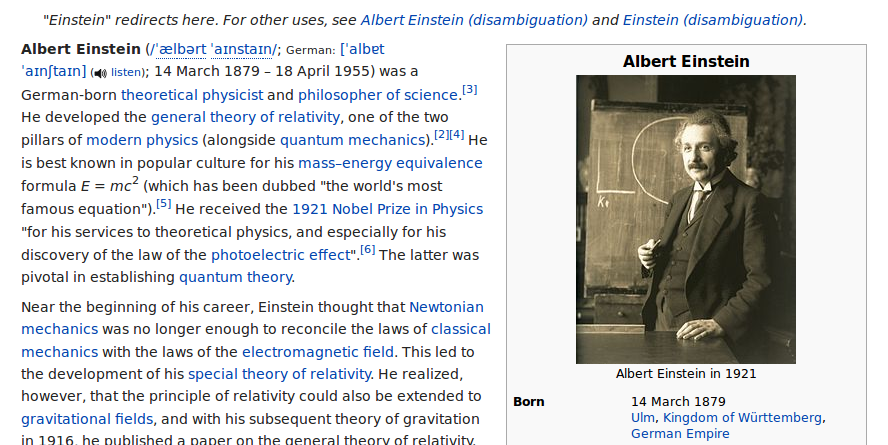 "Einstein" redirects here. For other uses, see Albert Einstein (disambiguation) and Einstein (disambiguation).
Albert Einstein (/ˈælbərt ˈaɪnstaɪn/; German: [ˈalbɐt
ˈaɪnʃtaɪn] (listen); 14 March 1879 – 18 April 1955) was a
German-born theoretical physicist and philosopher of science.[3]
He developed the general theory of relativity, one of the two
pillars of modern physics (alongside quantum mechanics).[2][4] He
is best known in popular culture for his mass–energy equivalence
formula E = mc2 (which has been dubbed "the world's most
famous equation").[5] He received the 1921 Nobel Prize in Physics
"for his services to theoretical physics, and especially for his
discovery of the law of the photoelectric effect".[6] The latter was
pivotal in establishing quantum theory.
Near the beginning of his career, Einstein thought that Newtonian
mechanics was no longer enough to reconcile the laws of classical
mechanics with the laws of the electromagnetic field. This led to
the development of his special theory of relativity. He realized,
however, that the principle of relativity could also be extended to
gravitational fields, and with his subsequent theory of gravitation
in 1916, he published a paper on the general theory of relativity.
Albert Einstein
Albert Einstein in 1921
Born 14 March 1879
Ulm, Kingdom of Württemberg,
German Empire